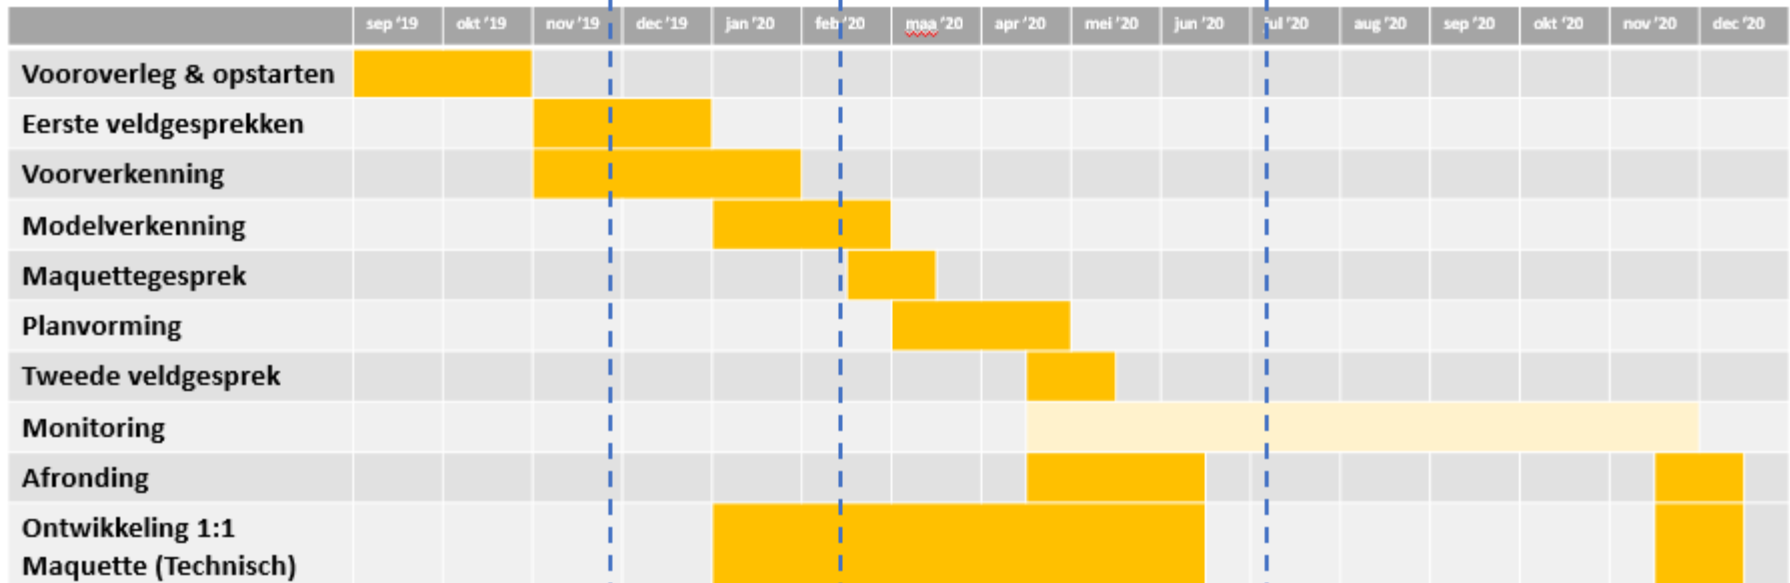 sep '19 okt '19 nov '19 dec '19 jan '20 feb '20 maa '20 apr '20 mei '20 jun '20 jul '20 aug '20 sep '20 okt '20 nov '20 dec '20
Vooroverleg & opstarten
Eerste veldgesprekken
Voorverkenning
Modelverkenning
Maquettegesprek
Planvorming
Tweede veldgesprek
Monitoring
Afronding
Ontwikkeling 1:1
Maquette (Technisch)